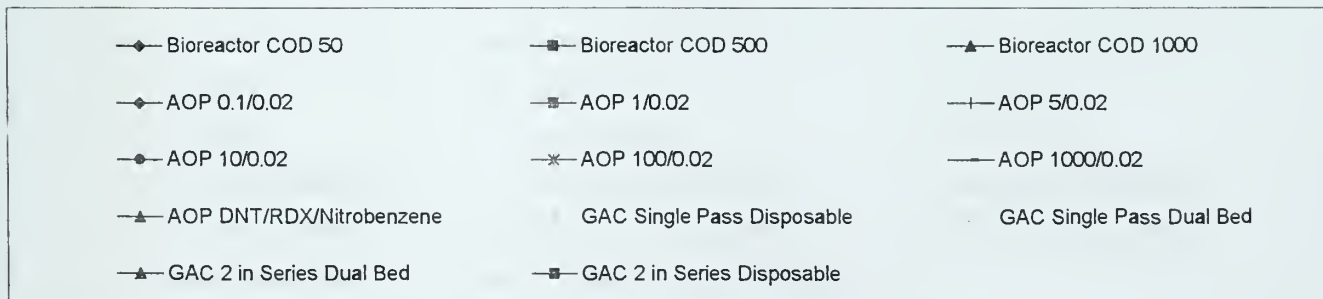 Bioreactor COD 50 Bioreactor COD 500 Bioreactor COD 1000
AOP 0.1/0.02 AOP 1/0.02 AOP 5/0.02
AOP 10/0.02 AOP 100/0.02 AOP 1000/0.02
AOP DNT/RDX/Nitrobenzene GAC Single Pass Disposable GAC Single Pass Dual Bed
GAC 2 in Series Dual Bed GAC 2 in Series Disposable